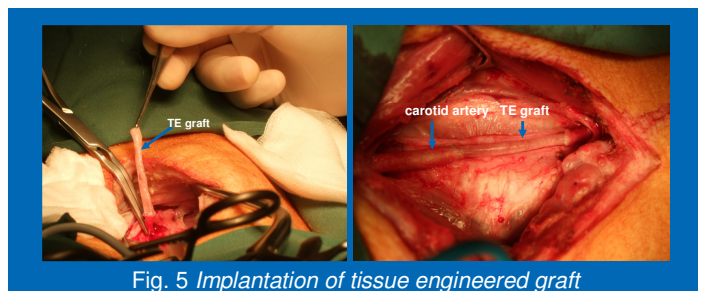 TE graft
carotid artery TE graft
Fig. 5 Implantation of tissue engineered graft